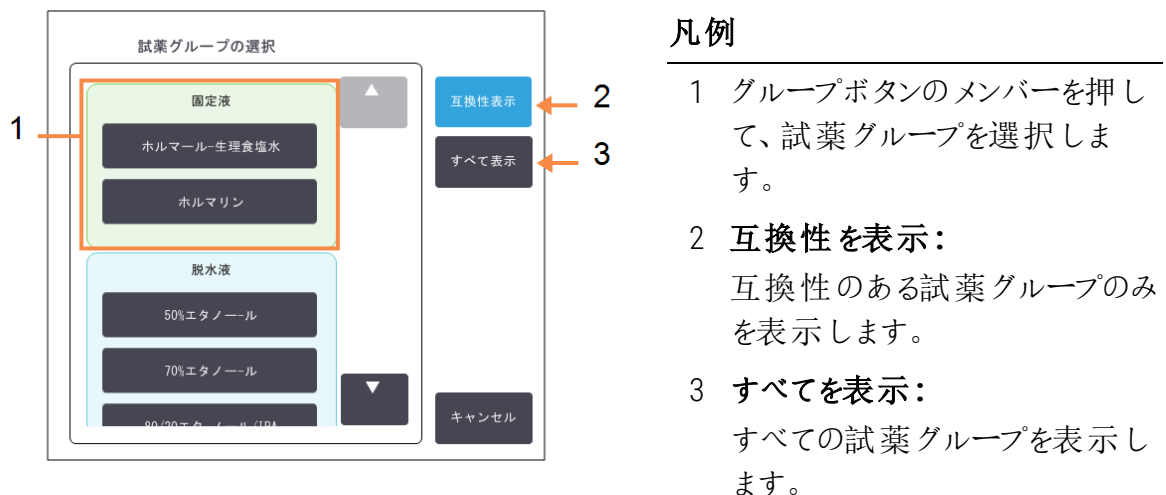 試薬グループの選択
1
固定液
ホルマール-生理食塩水
ホルマリン
脱水液
50%エタノ一-ル
70%エタノ一-ル
互換性表示
2
すべて表示
3
キャンセル
凡例
1 グループボタンのメンバーを押し
て、試薬グループを選択しま
す。
2 互換性を表示：
互換性のある試薬グループのみ
を表示します。
3 すべてを表示：
すべての試薬グループを表示し
ます。